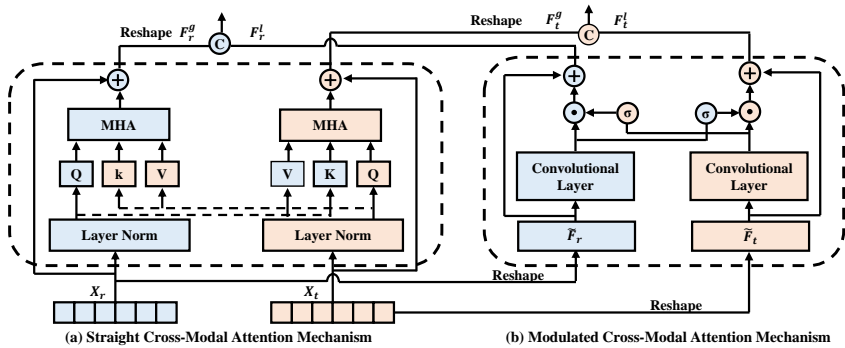 Reshape F_r^g C F_r^l Reshape F_t^g C F_t^l
+ + + +
MHA MHA • σ σ •
Q k V V K Q Convolutional Layer Convolutional Layer
Layer Norm Layer Norm F̃_r F̃_t
Reshape
X_r X_t Reshape
(a) Straight Cross-Modal Attention Mechanism (b) Modulated Cross-Modal Attention Mechanism